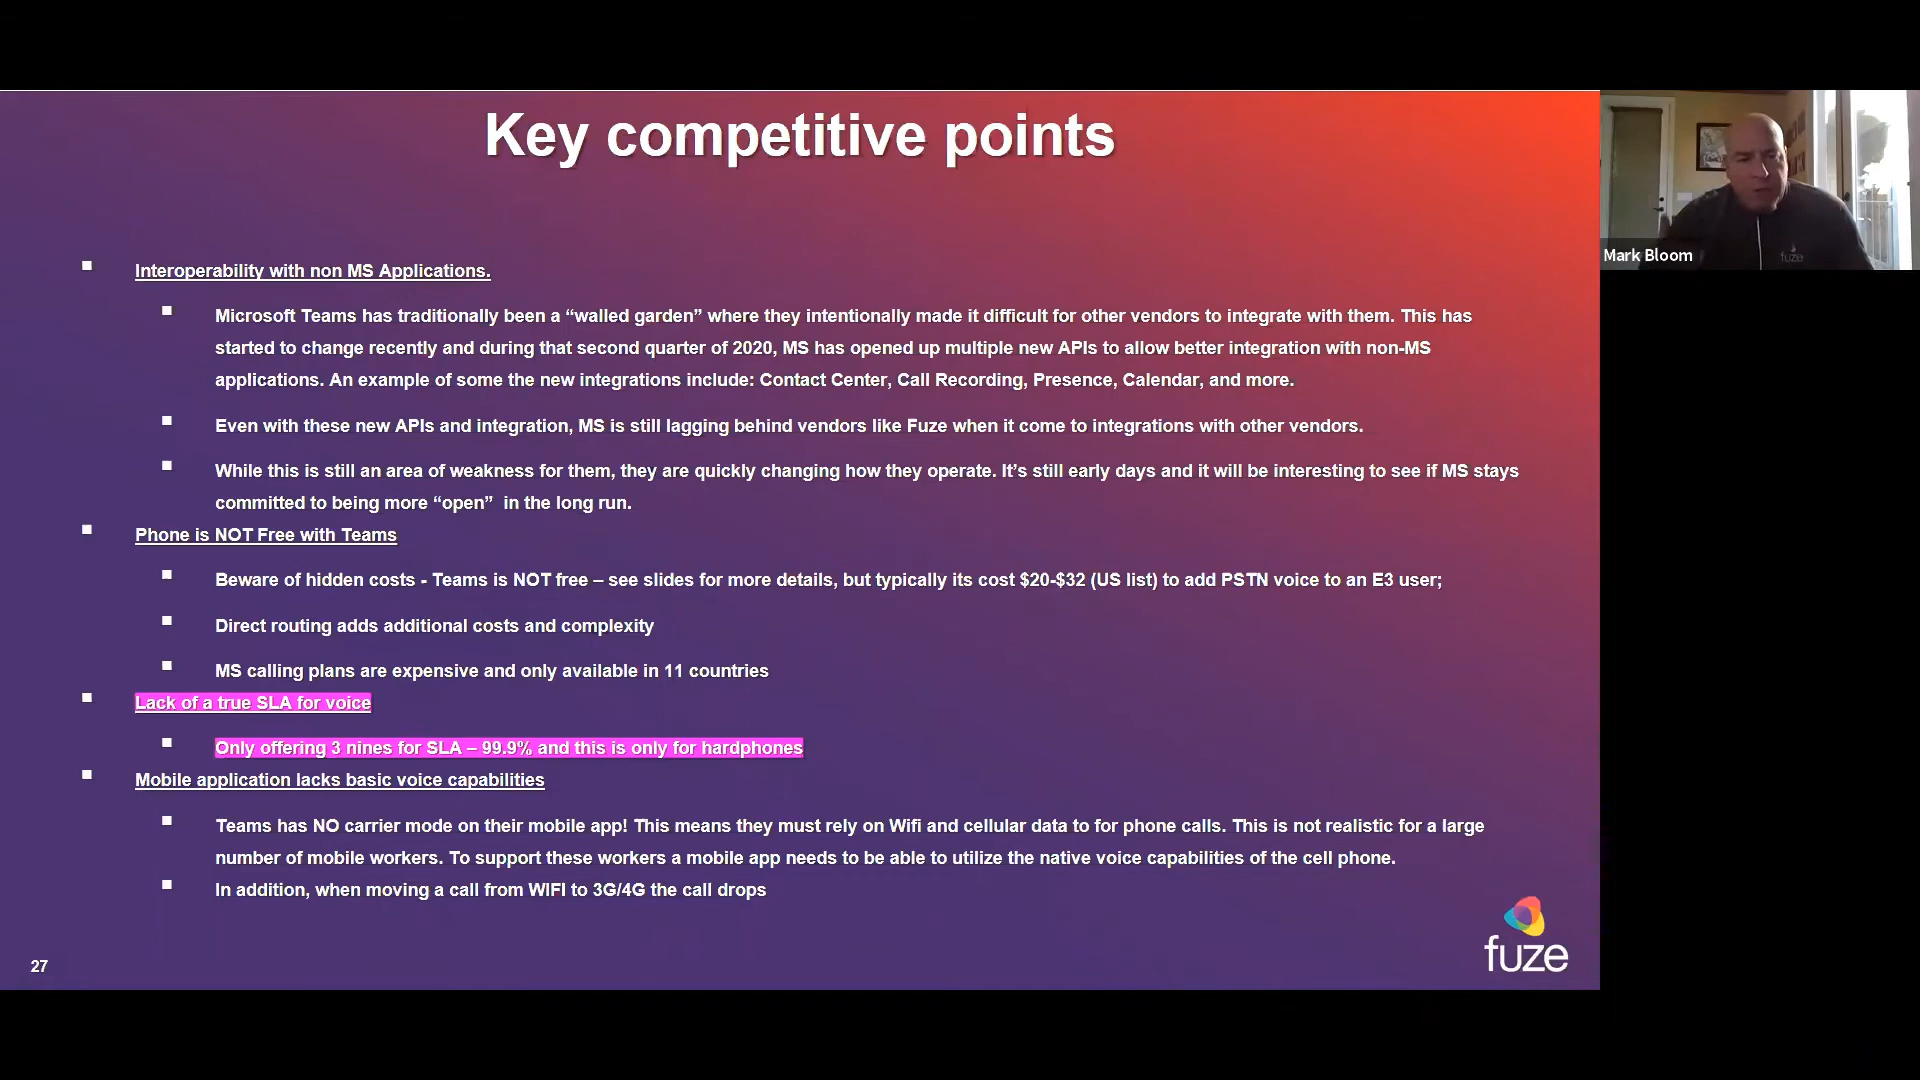 Key competitive points
Interoperability with non MS Applications.
Microsoft Teams has traditionally been a “walled garden” where they intentionally made it difficult for other vendors to integrate with them. This has
started to change recently and during that second quarter of 2020, MS has opened up multiple new APIs to allow better integration with non-MS
applications. An example of some the new integrations include: Contact Center, Call Recording, Presence, Calendar, and more.
Even with these new APIs and integration, MS is still lagging behind vendors like Fuze when it come to integrations with other vendors.
While this is still an area of weakness for them, they are quickly changing how they operate. It’s still early days and it will be interesting to see if MS stays
committed to being more “open”  in the long run.
Phone is NOT Free with Teams
Beware of hidden costs - Teams is NOT free – see slides for more details, but typically its cost $20-$32 (US list) to add PSTN voice to an E3 user;
Direct routing adds additional costs and complexity
MS calling plans are expensive and only available in 11 countries
Lack of a true SLA for voice
Only offering 3 nines for SLA – 99.9% and this is only for hardphones
Mobile application lacks basic voice capabilities
Teams has NO carrier mode on their mobile app! This means they must rely on Wifi and cellular data to for phone calls. This is not realistic for a large
number of mobile workers. To support these workers a mobile app needs to be able to utilize the native voice capabilities of the cell phone.
In addition, when moving a call from WIFI to 3G/4G the call drops
27
fuze
Mark Bloom
fuze